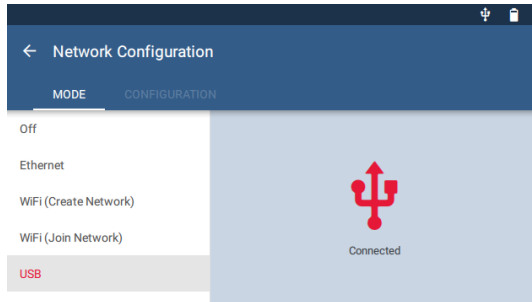 Network Configuration
MODE CONFIGURATION
Off
Ethernet
WiFi (Create Network)
WiFi (Join Network)
USB
Connected